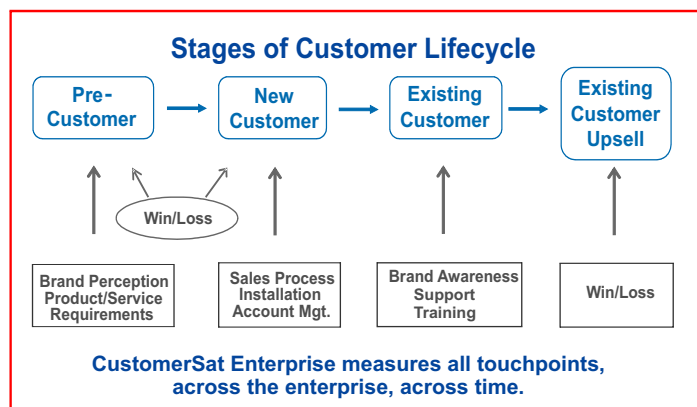 Stages of Customer Lifecycle
Pre-
Customer
New
Customer
Existing
Customer
Existing
Customer
Upsell
Win/Loss
Brand Perception
Product/Service
Requirements
Sales Process
Installation
Account Mgt.
Brand Awareness
Support
Training
Win/Loss
CustomerSat Enterprise measures all touchpoints,
across the enterprise, across time.